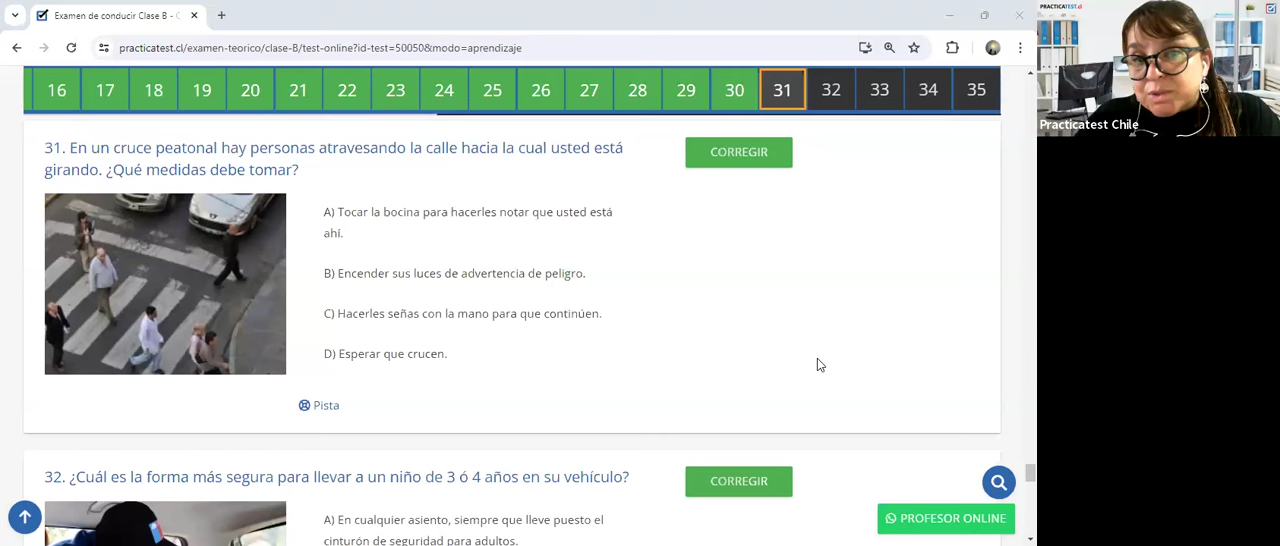 Examen de conducir Clase B - C
practicatest.cl/examen-teorico/clase-B/test-online?id-test=50050&modo=aprendizaje
16 17 18 19 20 21 22 23 24 25 26 27 28 29 30 31 32 33 34 35
31. En un cruce peatonal hay personas atravesando la calle hacia la cual usted está
girando. ¿Qué medidas debe tomar?
CORREGIR
A) Tocar la bocina para hacerles notar que usted está
ahí.
B) Encender sus luces de advertencia de peligro.
C) Hacerles señas con la mano para que continúen.
D) Esperar que crucen.
Pista
32. ¿Cuál es la forma más segura para llevar a un niño de 3 ó 4 años en su vehículo?
CORREGIR
A) En cualquier asiento, siempre que lleve puesto el
cinturón de seguridad para adultos.
PROFESOR ONLINE
PRACTICATEST.cl
Practicatest Chile